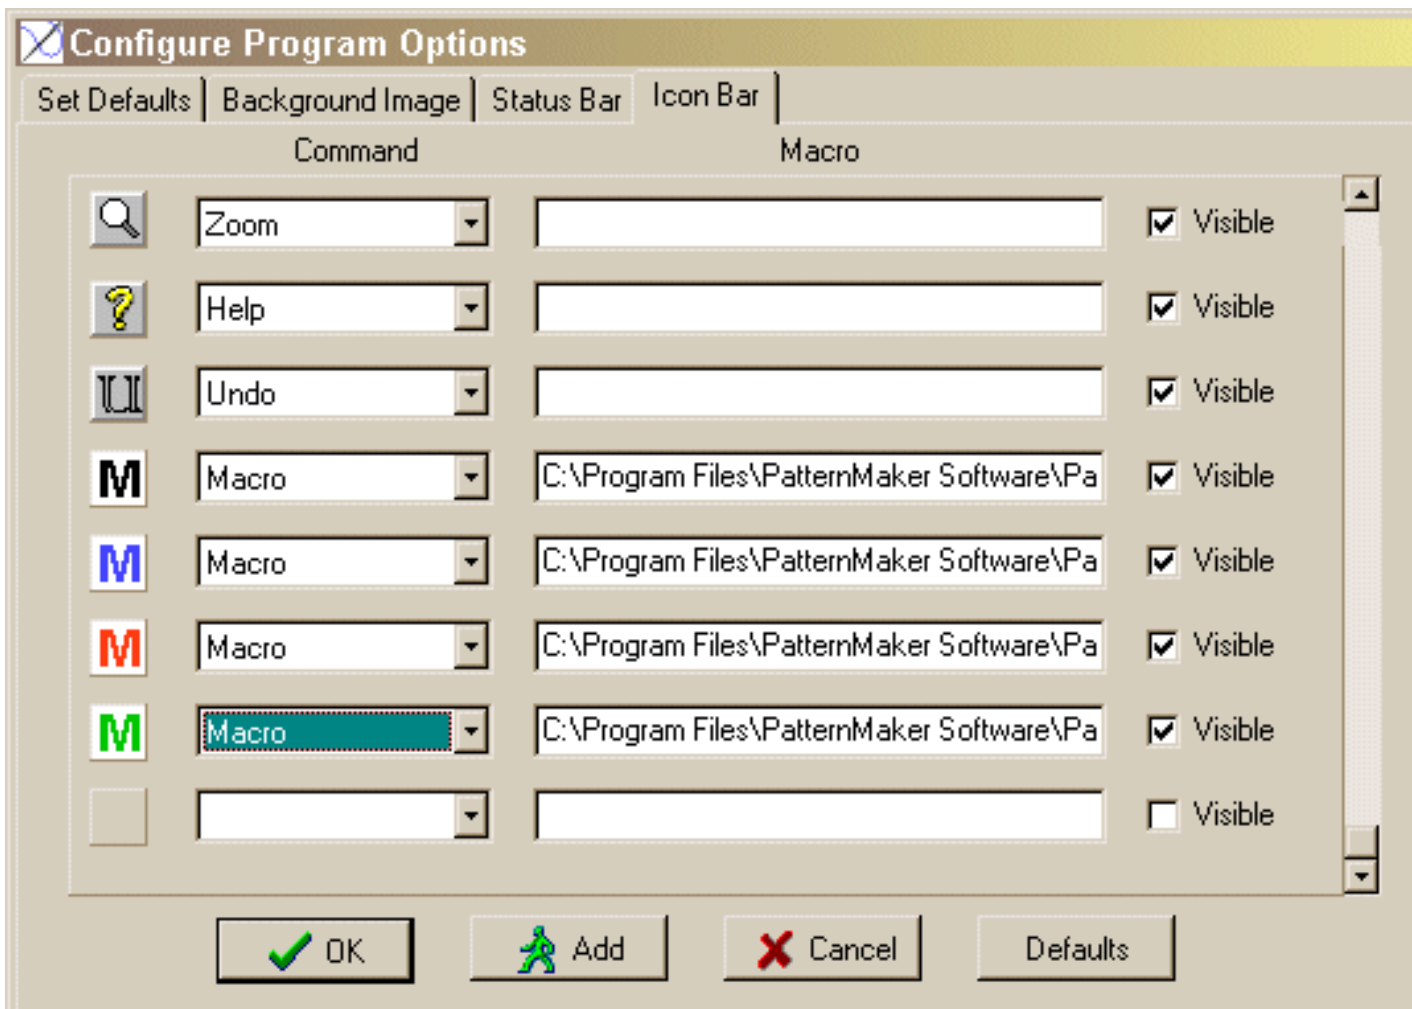 Configure Program Options
Set Defaults Background Image Status Bar Icon Bar
Command Macro
Zoom Visible
? Help Visible
U Undo Visible
M Macro C:\Program Files\PatternMaker Software\Pa Visible
M Macro C:\Program Files\PatternMaker Software\Pa Visible
M Macro C:\Program Files\PatternMaker Software\Pa Visible
M Macro C:\Program Files\PatternMaker Software\Pa Visible
Visible
OK Add Cancel Defaults